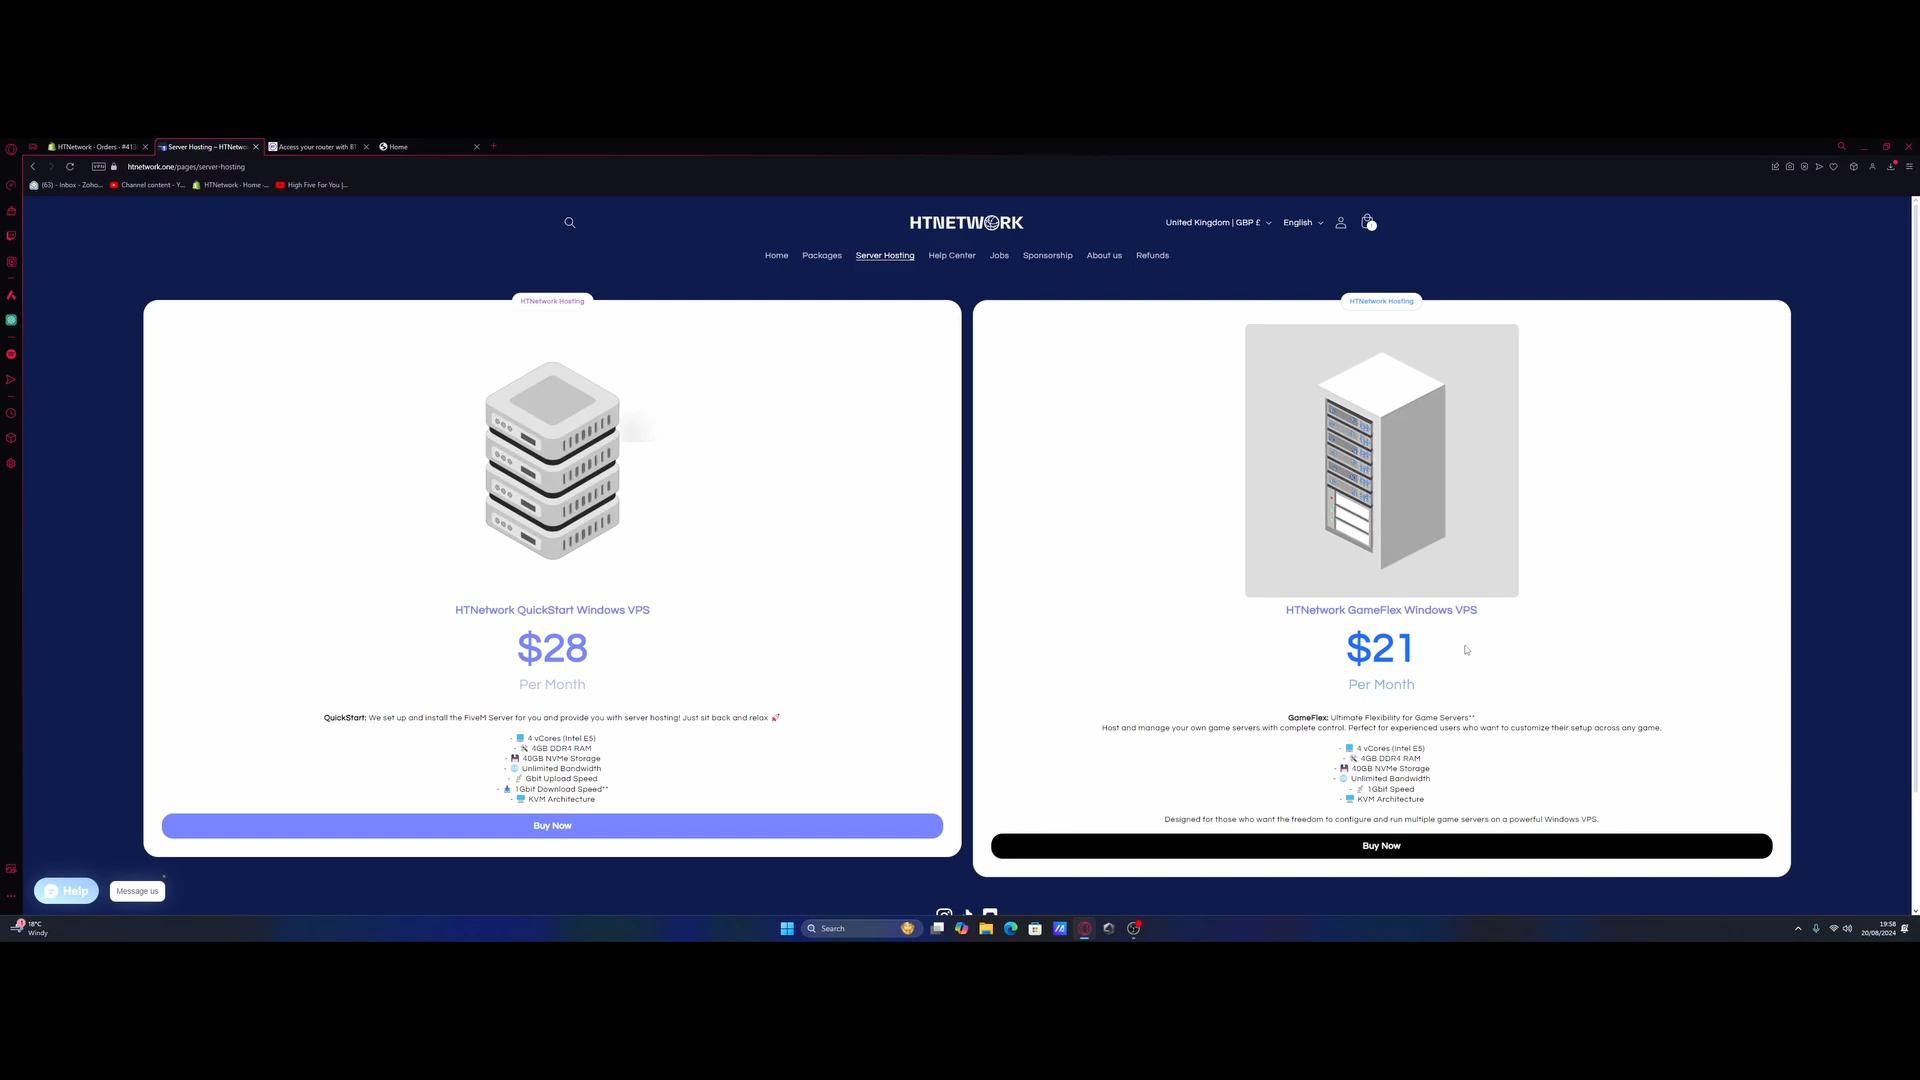 HTNetwork - Orders - #413
Server Hosting – HTNetwo
Access your router with BT
Home
VPN
htnetwork.one/pages/server-hosting
(63) - Inbox - Zoho...
Channel content - Y...
HTNetwork - Home -...
High Five For You |...
HTNETWORK
United Kingdom | GBP £
English
Home
Packages
Server Hosting
Help Center
Jobs
Sponsorship
About us
Refunds
HTNetwork Hosting
HTNetwork QuickStart Windows VPS
$28
Per Month
QuickStart: We set up and install the FiveM Server for you and provide you with server hosting! Just sit back and relax 🚀
- 🖥️ 4 vCores (Intel E5)
- 🛠️ 4GB DDR4 RAM
- 💾 40GB NVMe Storage
- 🌐 Unlimited Bandwidth
- 🚀 Gbit Upload Speed
- 📥 1Gbit Download Speed**
- 🖥️ KVM Architecture
Buy Now
HTNetwork Hosting
HTNetwork GameFlex Windows VPS
$21
Per Month
GameFlex: Ultimate Flexibility for Game Servers**
Host and manage your own game servers with complete control. Perfect for experienced users who want to customize their setup across any game.
- 🖥️ 4 vCores (Intel E5)
- 🛠️ 4GB DDR4 RAM
- 💾 40GB NVMe Storage
- 🌐 Unlimited Bandwidth
- 🚀 1Gbit Speed
- 🖥️ KVM Architecture
Designed for those who want the freedom to configure and run multiple game servers on a powerful Windows VPS.
Buy Now
Help
Message us
1
18°C
Windy
Search
19:58
20/08/2024